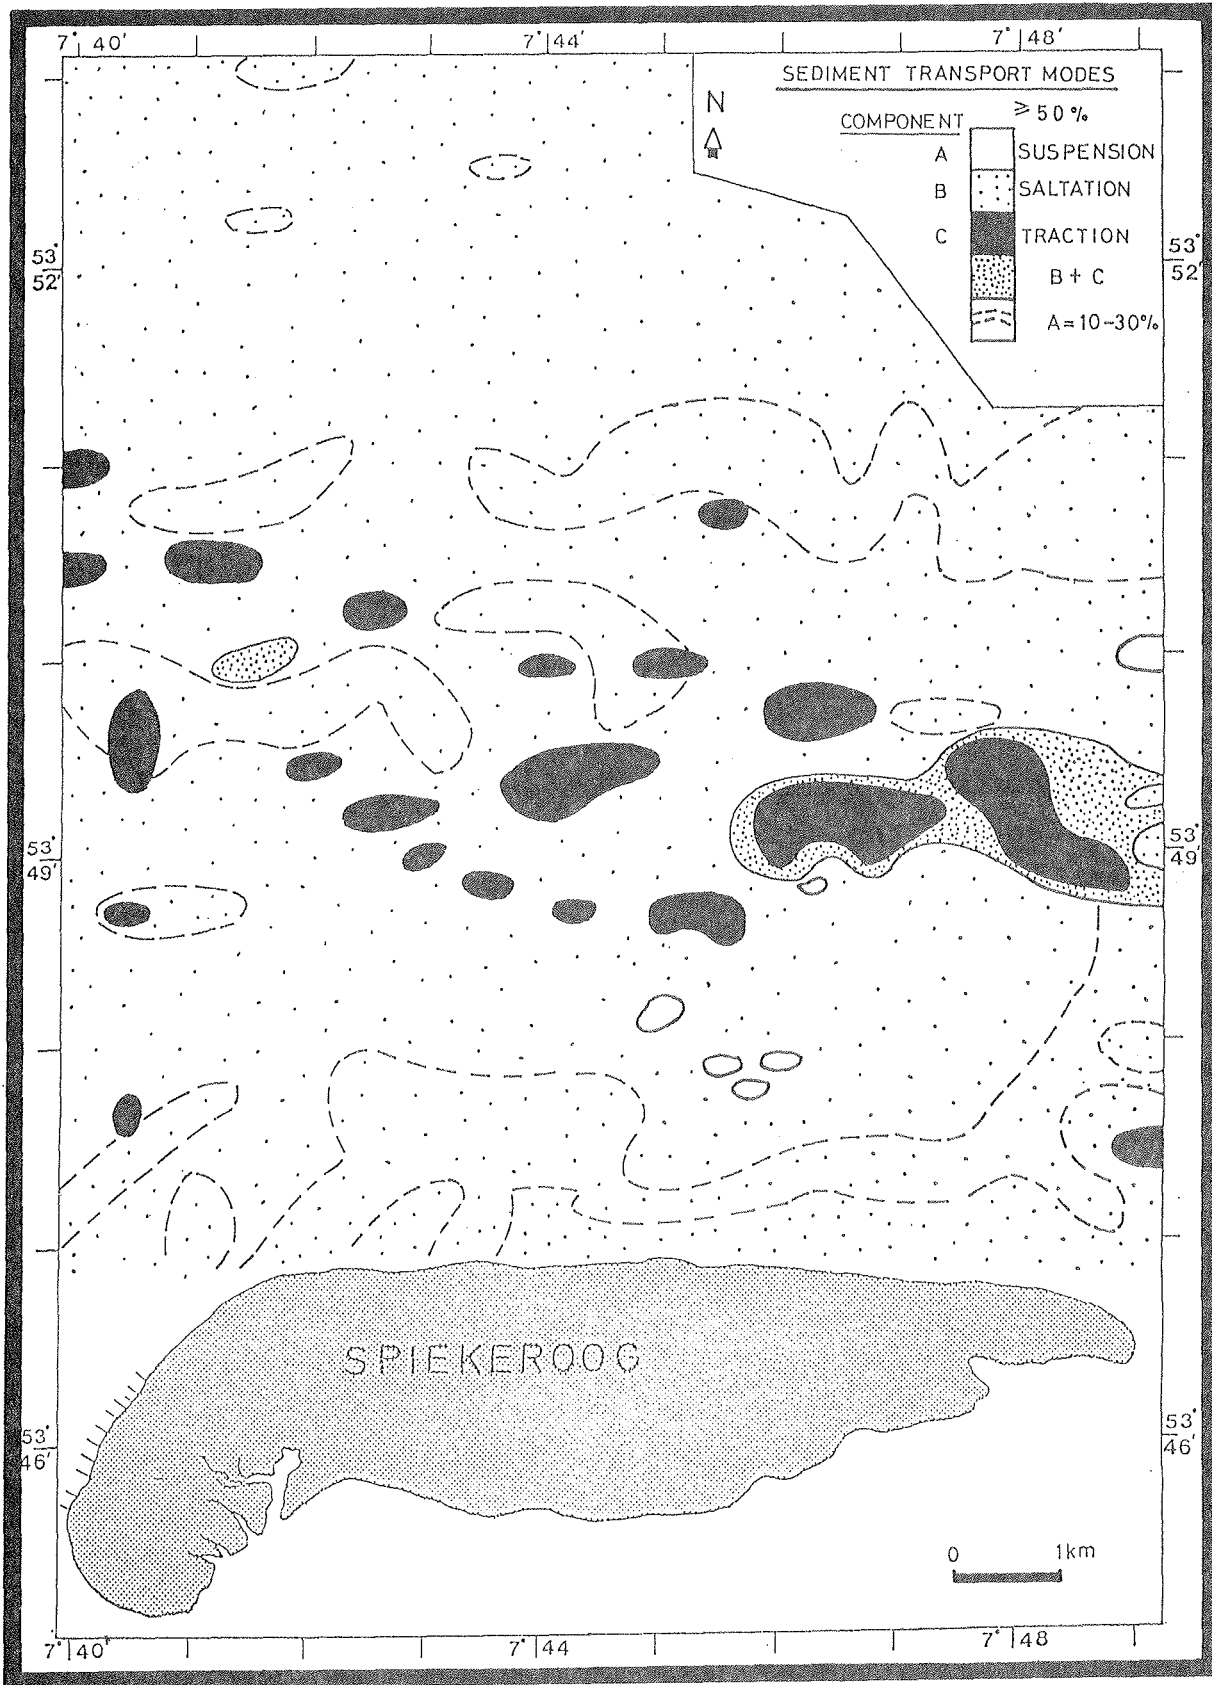 7° 40'
7° 44'
7° 48'
SEDIMENT TRANSPORT MODES
≥ 50 %
N
COMPONENT
A SUSPENSION
B SALTATION
C TRACTION
B + C
A = 10-30%
53°
52'
53°
52'
53°
49'
53°
49'
SPIEKEROOG
53°
46'
53°
46'
0 1km
7° 40'
7° 44
7° 48